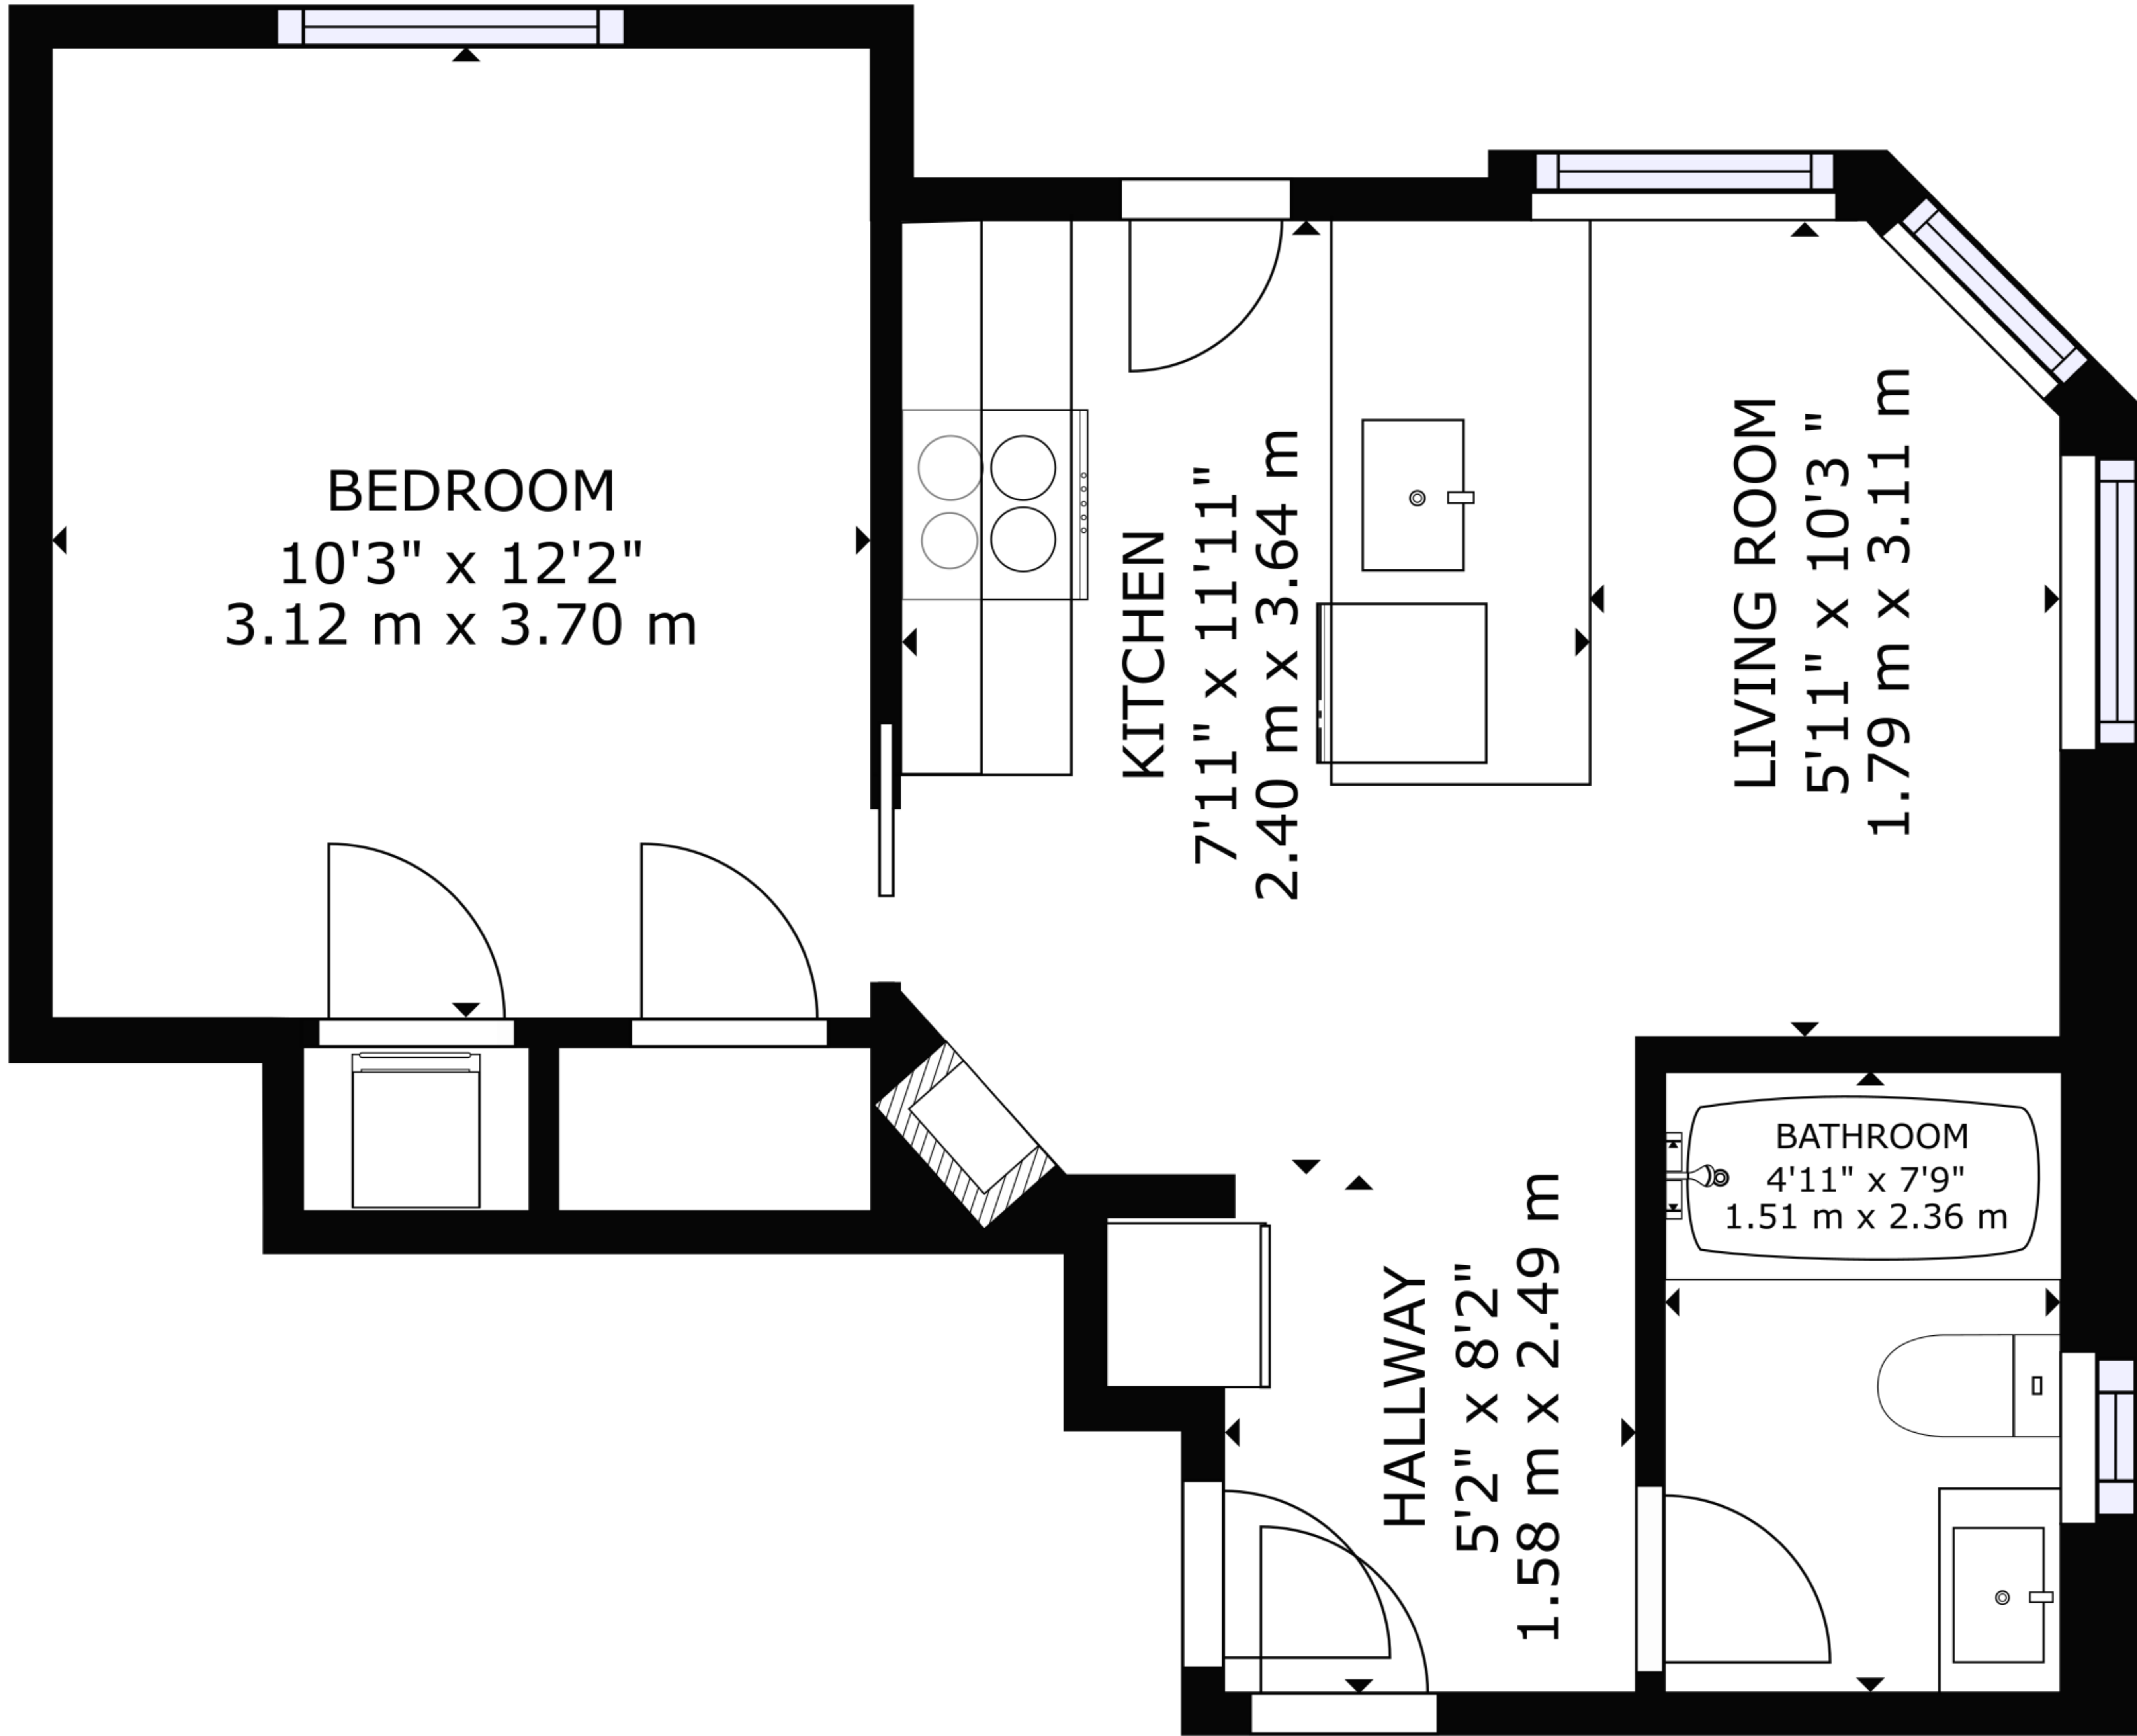 BEDROOM
10'3" x 12'2"
3.12 m x 3.70 m
KITCHEN
7'11" x 11'11"
2.40 m x 3.64 m
LIVING ROOM
5'11" x 10'3 "
1.79 m x 3.11 m
BATHROOM
4'11" x 7'9"
1.51 m x 2.36 m
HALLWAY
5'2" x 8'2"
1.58 m x 2.49 m